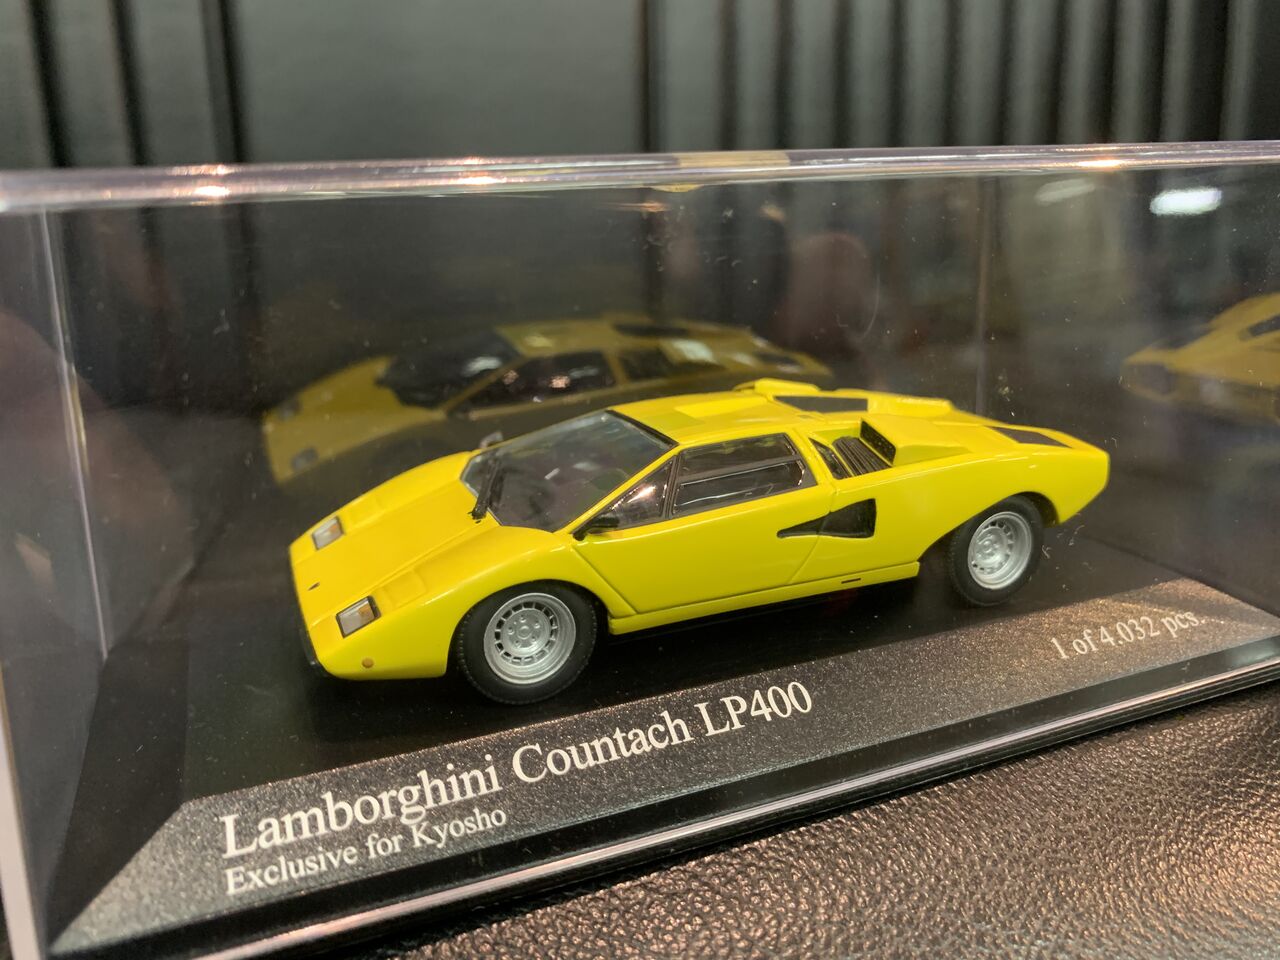 Lamborghini Countach LP400
Exclusive for Kyosho
1 of 4.032 pcs.